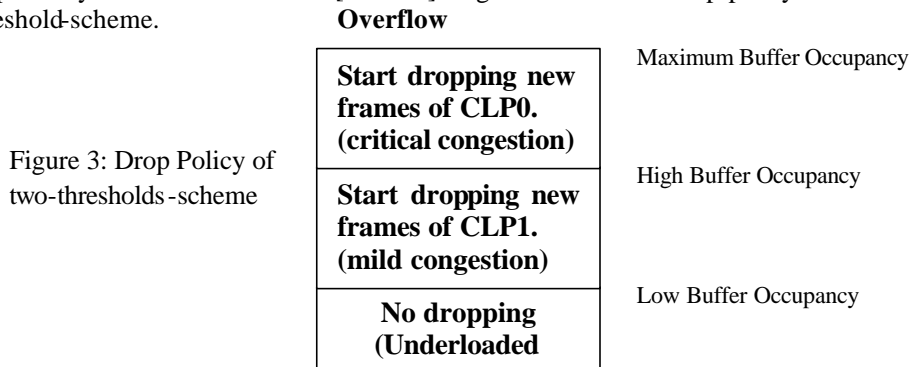 eshold-scheme.
Overflow
Maximum Buffer Occupancy
Start dropping new
frames of CLP0.
(critical congestion)
Figure 3: Drop Policy of
two-thresholds-scheme
High Buffer Occupancy
Start dropping new
frames of CLP1.
(mild congestion)
Low Buffer Occupancy
No dropping
(Underloaded